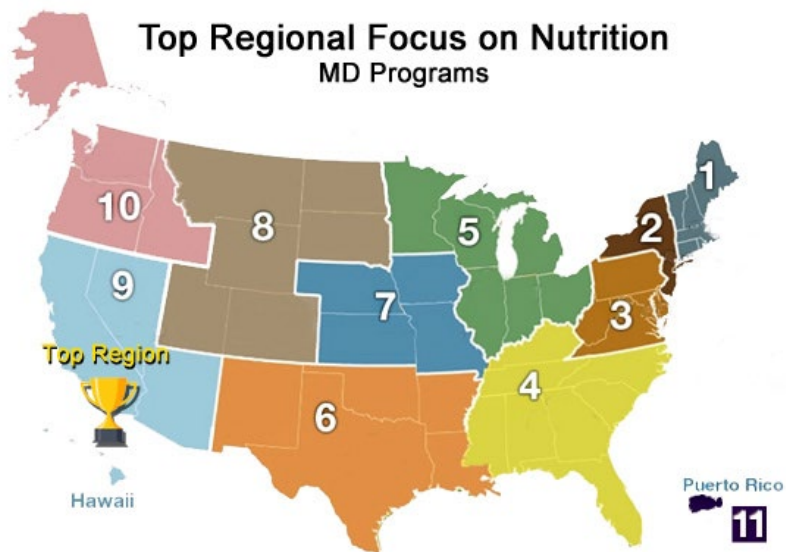 Top Regional Focus on Nutrition
MD Programs
1
2
10
8
5
9
7
3
Top Region
4
6
Hawaii
Puerto Rico
11